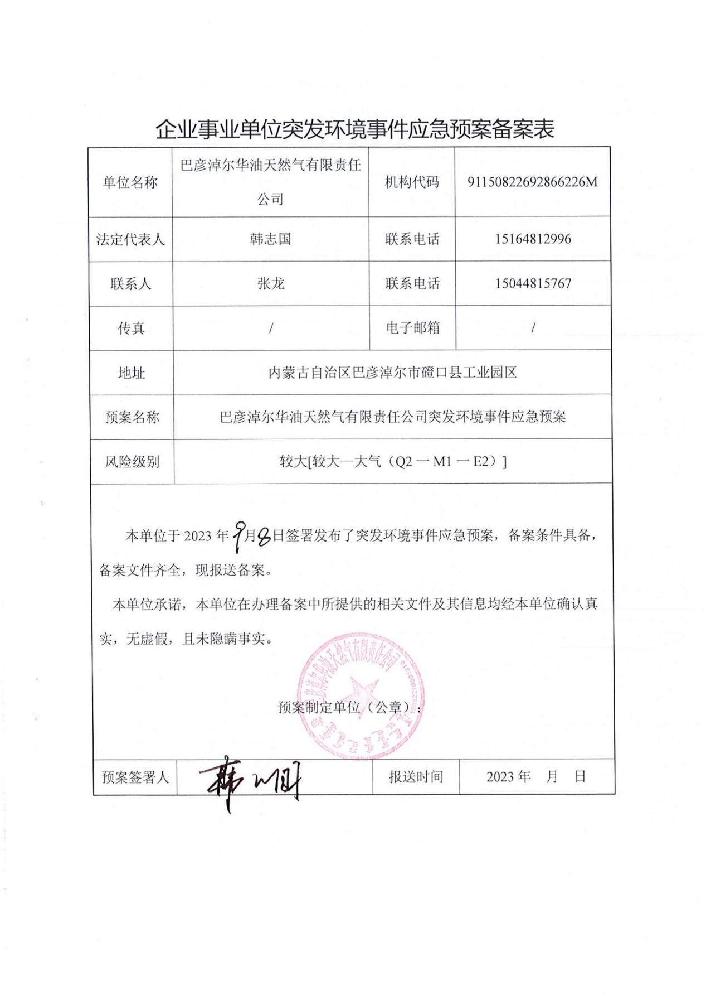 企业事业单位突发环境事件应急预案备案表
单位名称
巴彦淖尔华油天然气有限责任
公司
机构代码
91150822692866226M
法定代表人
韩志国
联系电话
15164812996
联系人
张龙
联系电话
15044815767
传真
/
电子邮箱
/
地址
内蒙古自治区巴彦淖尔市磴口县工业园区
预案名称
巴彦淖尔华油天然气有限责任公司突发环境事件应急预案
风险级别
较大[较大—大气（Q2 一 M1 一 E2）]
本单位于 2023 年 9月8日签署发布了突发环境事件应急预案，备案条件具备，
备案文件齐全，现报送备案。
本单位承诺，本单位在办理备案中所提供的相关文件及其信息均经本单位确认真
实，无虚假，且未隐瞒事实。
巴彦淖尔华油天然气有限责任公司
预案制定单位（公章）：
预案签署人
韩志国
报送时间
2023 年 月 日